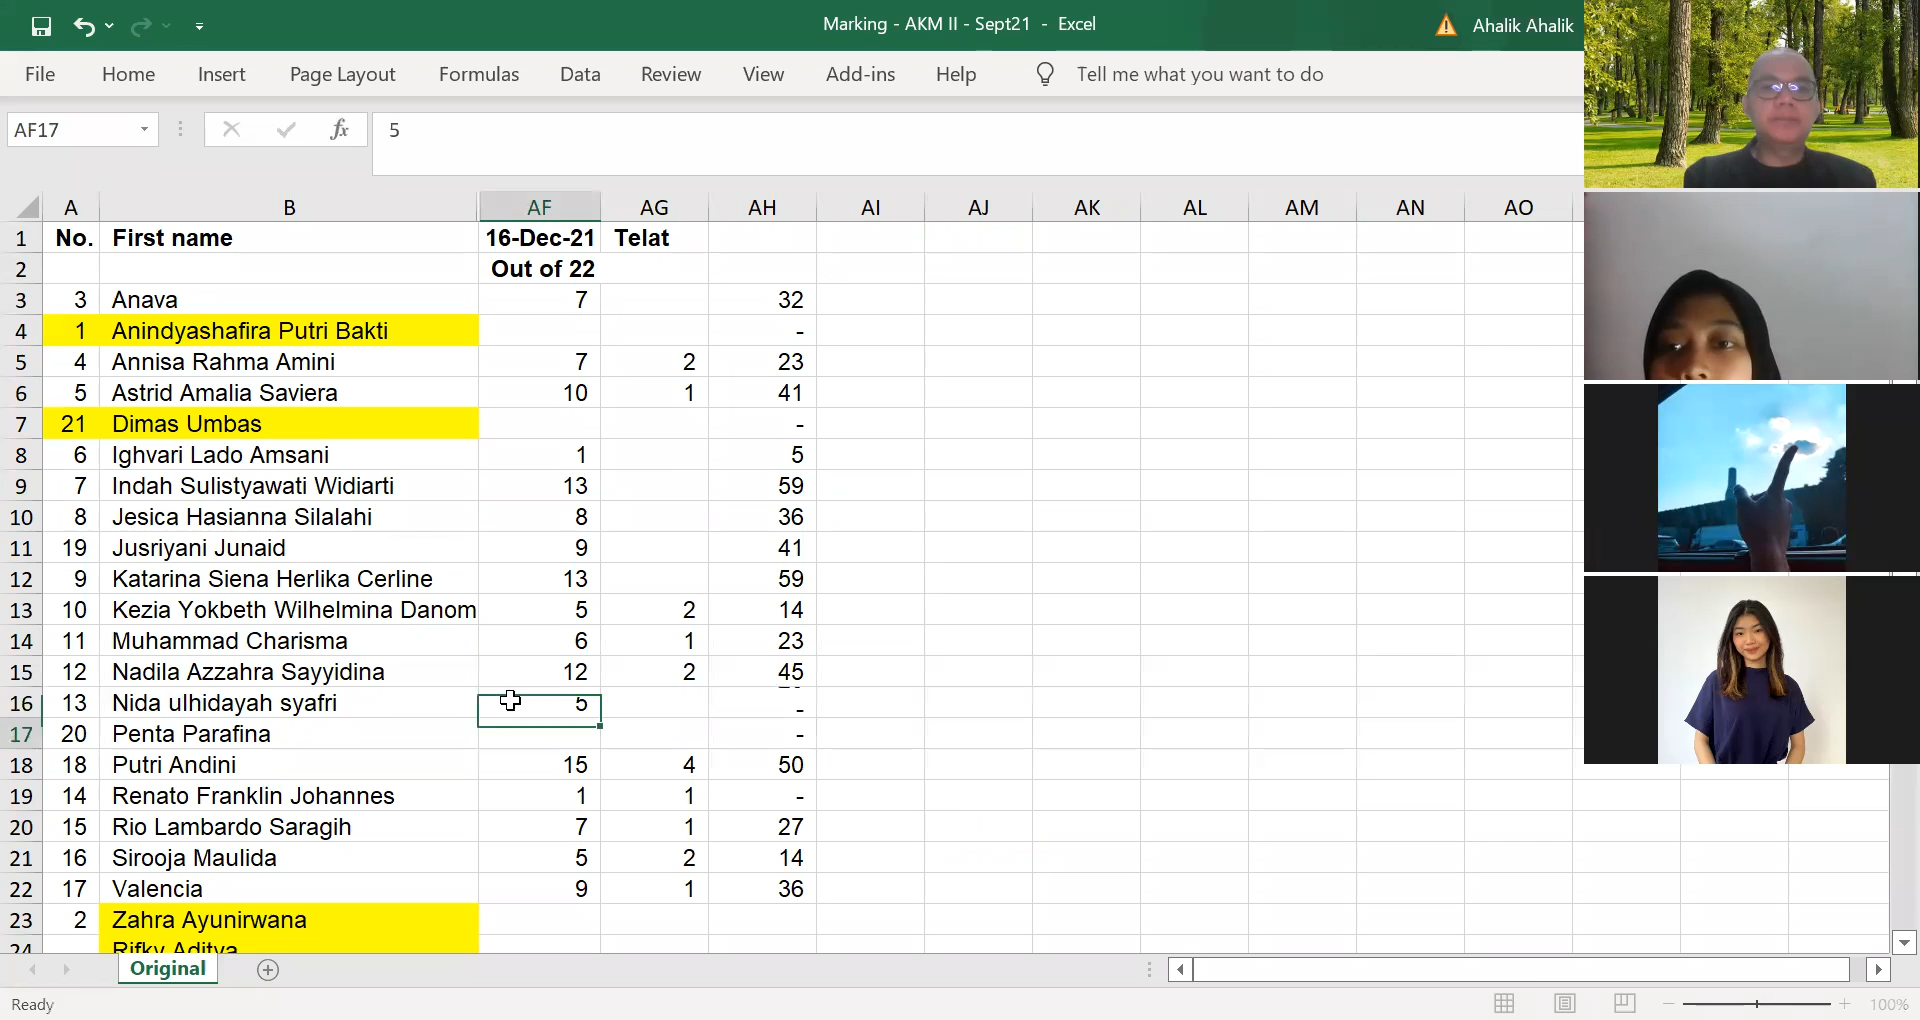 Marking - AKM II - Sept21 - Excel
Ahalik Ahalik
File Home Insert Page Layout Formulas Data Review View Add-ins Help Tell me what you want to do
AF17 fx 5
A B AF AG AH AI AJ AK AL AM AN AO
1 No. First name 16-Dec-21 Telat
2 Out of 22
3 3 Anava 7 32
4 1 Anindyashafira Putri Bakti -
5 4 Annisa Rahma Amini 7 2 23
6 5 Astrid Amalia Saviera 10 1 41
7 21 Dimas Umbas -
8 6 Ighvari Lado Amsani 1 5
9 7 Indah Sulistyawati Widiarti 13 59
10 8 Jesica Hasianna Silalahi 8 36
11 19 Jusriyani Junaid 9 41
12 9 Katarina Siena Herlika Cerline 13 59
13 10 Kezia Yokbeth Wilhelmina Danom 5 2 14
14 11 Muhammad Charisma 6 1 23
15 12 Nadila Azzahra Sayyidina 12 2 45
16 13 Nida ulhidayah syafri 5 -
17 20 Penta Parafina -
18 18 Putri Andini 15 4 50
19 14 Renato Franklin Johannes 1 1 -
20 15 Rio Lambardo Saragih 7 1 27
21 16 Sirooja Maulida 5 2 14
22 17 Valencia 9 1 36
23 2 Zahra Ayunirwana
24 Rifky Aditya
Original
Ready
100%